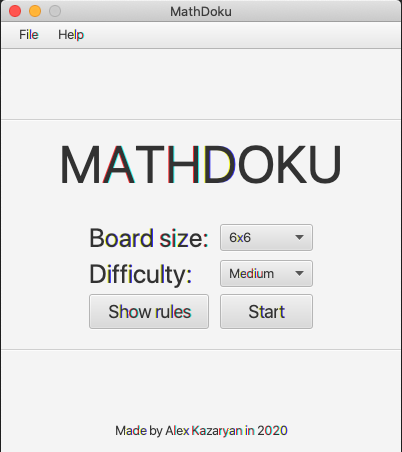 MathDoku
File Help
MATHDOKU
Board size: 6x6
Difficulty: Medium
Show rules Start
Made by Alex Kazaryan in 2020